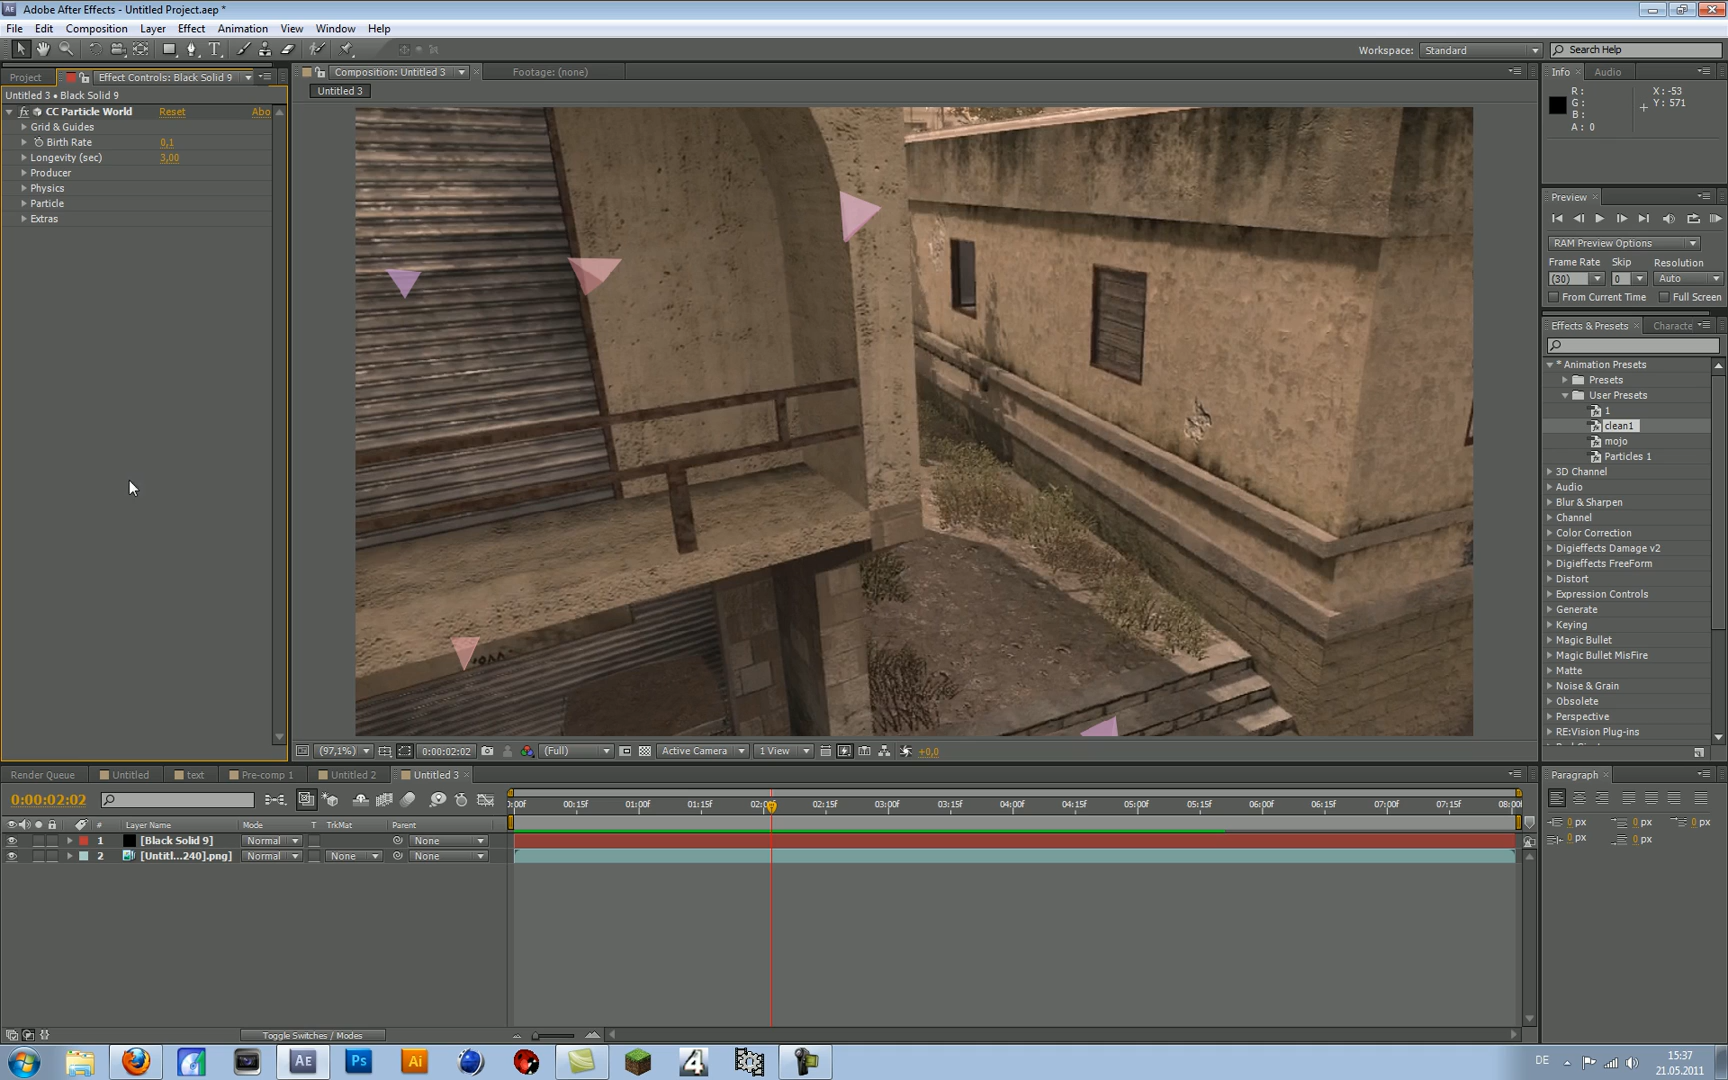 Adobe After Effects - Untitled Project.aep *
File Edit Composition Layer Effect Animation View Window Help
Workspace: Standard Search Help
Project Effect Controls: Black Solid 9
Untitled 3 • Black Solid 9
CC Particle World Reset Abo
Grid & Guides
Birth Rate 0,1
Longevity (sec) 3,00
Producer
Physics
Particle
Extras
Composition: Untitled 3 Footage: (none)
Untitled 3
(97,1%) 0:00:02:02 (Full) Active Camera 1 View +0,0
Info Audio
R: X: -53
G: Y: 571
B:
A: 0
Preview
RAM Preview Options
Frame Rate Skip Resolution
(30) 0 Auto
From Current Time Full Screen
Effects & Presets Characte
* Animation Presets
Presets
User Presets
1
clean1
mojo
Particles 1
3D Channel
Audio
Blur & Sharpen
Channel
Color Correction
Digieffects Damage v2
Digieffects FreeForm
Distort
Expression Controls
Generate
Keying
Magic Bullet
Magic Bullet MisFire
Matte
Noise & Grain
Obsolete
Perspective
RE:Vision Plug-ins
Render Queue Untitled text Pre-comp 1 Untitled 2 Untitled 3
0:00:02:02
):00f 00:15f 01:00f 01:15f 02:00f 02:15f 03:00f 03:15f 04:00f 04:15f 05:00f 05:15f 06:00f 06:15f 07:00f 07:15f 08:00f
# Layer Name Mode T TrkMat Parent
1 [Black Solid 9] Normal None
2 [Untitl...240].png] Normal None None
Toggle Switches / Modes
Paragraph
0 px 0 px 0 px
0 px 0 px
AE Ps Ai 4
DE 15:37
21.05.2011